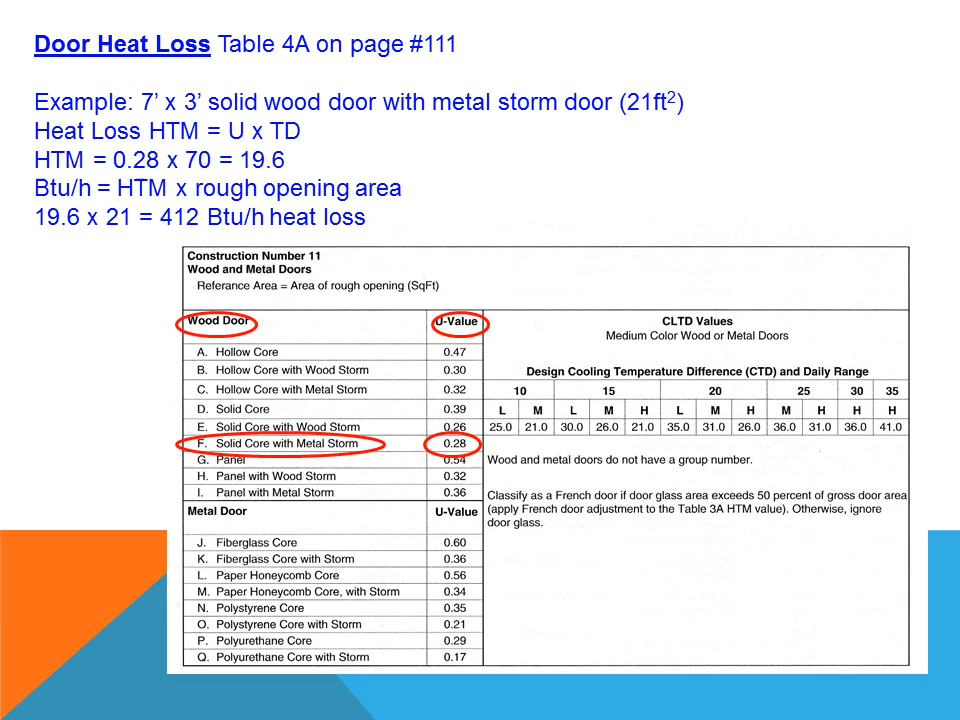 Door Heat Loss Table 4A on page #111
Example: 7’ x 3’ solid wood door with metal storm door (21ft²)
Heat Loss HTM = U x TD
HTM = 0.28 x 70 = 19.6
Btu/h = HTM x rough opening area
19.6 x 21 = 412 Btu/h heat loss
Construction Number 11
Wood and Metal Doors
Referance Area = Area of rough opening (SqFt)
Wood Door U-Value
A. Hollow Core 0.47
B. Hollow Core with Wood Storm 0.30
C. Hollow Core with Metal Storm 0.32
D. Solid Core 0.39
E. Solid Core with Wood Storm 0.26
F. Solid Core with Metal Storm 0.28
G. Panel 0.54
H. Panel with Wood Storm 0.32
I. Panel with Metal Storm 0.36
Metal Door U-Value
J. Fiberglass Core 0.60
K. Fiberglass Core with Storm 0.36
L. Paper Honeycomb Core 0.56
M. Paper Honeycomb Core, with Storm 0.34
N. Polystyrene Core 0.35
O. Polystyrene Core with Storm 0.21
P. Polyurethane Core 0.29
Q. Polyurethane Core with Storm 0.17
CLTD Values
Medium Color Wood or Metal Doors
Design Cooling Temperature Difference (CTD) and Daily Range
10 15 20 25 30 35
L M L M H L M H M H H H
25.0 21.0 30.0 26.0 21.0 35.0 31.0 26.0 36.0 31.0 36.0 41.0
Wood and metal doors do not have a group number.
Classify as a French door if door glass area exceeds 50 percent of gross door area
(apply French door adjustment to the Table 3A HTM value). Otherwise, ignore
door glass.